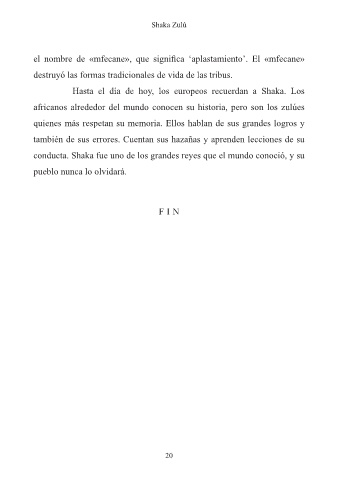 Shaka Zulú
el nombre de «mfecane», que significa ‘aplastamiento’. El «mfecane»
destruyó las formas tradicionales de vida de las tribus.
Hasta el día de hoy, los europeos recuerdan a Shaka. Los
africanos alrededor del mundo conocen su historia, pero son los zulúes
quienes más respetan su memoria. Ellos hablan de sus grandes logros y
también de sus errores. Cuentan sus hazañas y aprenden lecciones de su
conducta. Shaka fue uno de los grandes reyes que el mundo conoció, y su
pueblo nunca lo olvidará.
F I N
20